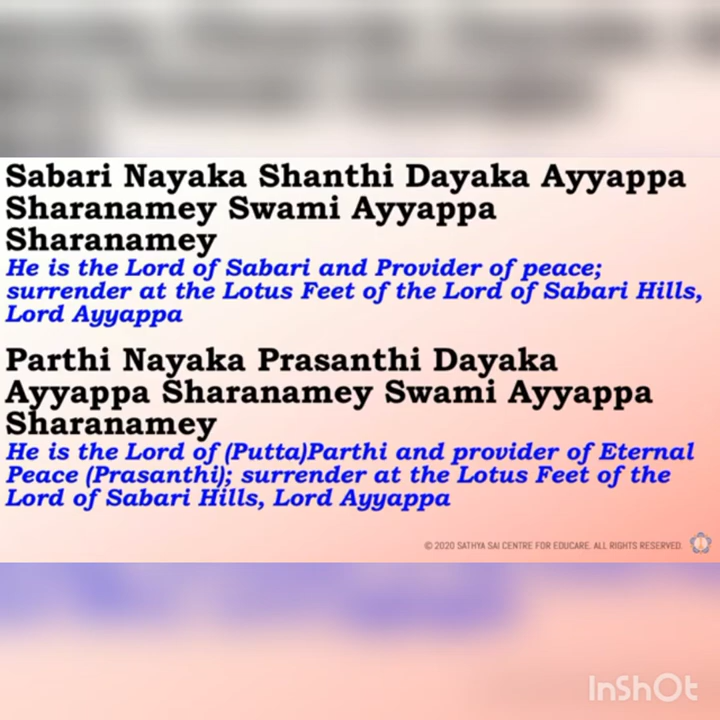 Sabari Nayaka Shanthi Dayaka Ayyappa
Sharanamey Swami Ayyappa
Sharanamey
He is the Lord of Sabari and Provider of peace;
surrender at the Lotus Feet of the Lord of Sabari Hills,
Lord Ayyappa
Parthi Nayaka Prasanthi Dayaka
Ayyappa Sharanamey Swami Ayyappa
Sharanamey
He is the Lord of (Putta)Parthi and provider of Eternal
Peace (Prasanthi); surrender at the Lotus Feet of the
Lord of Sabari Hills, Lord Ayyappa
© 2020 SATHYA SAI CENTRE FOR EDUCARE. ALL RIGHTS RESERVED.
InShOt